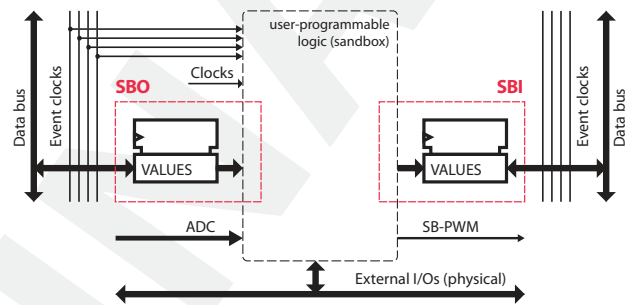 user-programmable
logic (sandbox)
Clocks
SBO
SBI
Data bus
Event clocks
Event clocks
Data bus
VALUES
VALUES
ADC
SB-PWM
External I/Os (physical)